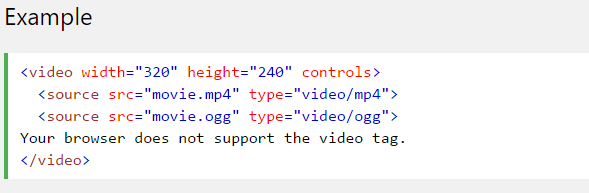 Example
<video width="320" height="240" controls>
<source src="movie.mp4" type="video/mp4">
<source src="movie.ogg" type="video/ogg">
Your browser does not support the video tag.
</video>